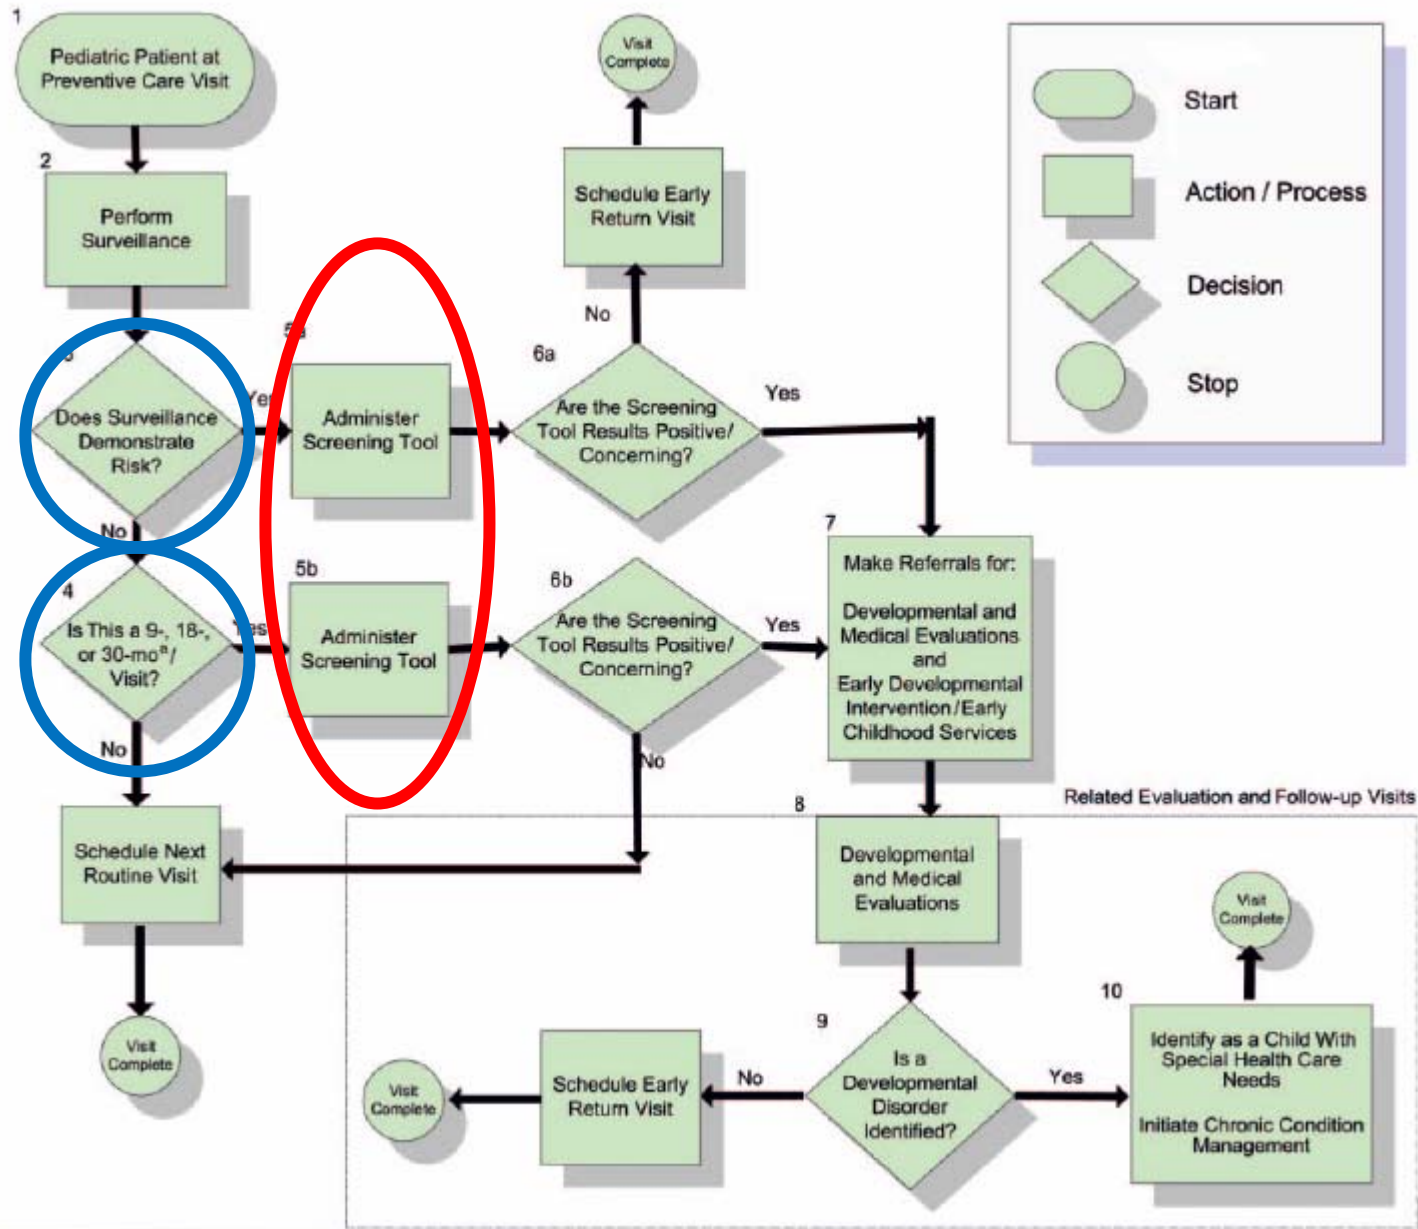 1
Pediatric Patient at
Preventive Care Visit
2
Perform
Surveillance
Does Surveillance
Demonstrate
Risk?
Yes
No
4
Is This a 9-, 18-,
or 30-moª/
Visit?
Yes
No
Schedule Next
Routine Visit
Visit
Complete
5a
Administer
Screening Tool
5b
Administer
Screening Tool
Visit
Complete
Schedule Early
Return Visit
No
6a
Are the Screening
Tool Results Positive/
Concerning?
Yes
6b
Are the Screening
Tool Results Positive/
Concerning?
Yes
No
7
Make Referrals for:
Developmental and
Medical Evaluations
and
Early Developmental
Intervention/Early
Childhood Services
Related Evaluation and Follow-up Visits
8
Developmental
and Medical
Evaluations
9
Is a
Developmental
Disorder
Identified?
No
Schedule Early
Return Visit
Visit
Complete
Yes
10
Identify as a Child With
Special Health Care
Needs
Initiate Chronic Condition
Management
Visit
Complete
Start
Action / Process
Decision
Stop